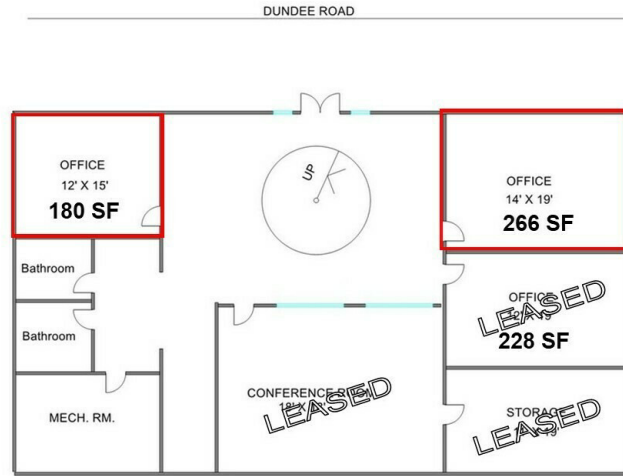 DUNDEE ROAD
OFFICE
12' X 15'
180 SF
UP
OFFICE
14' X 19'
266 SF
Bathroom
Bathroom
MECH. RM.
CONFERENCE ROOM
LEASED
OFFICE
LEASED
228 SF
STORAGE
LEASED